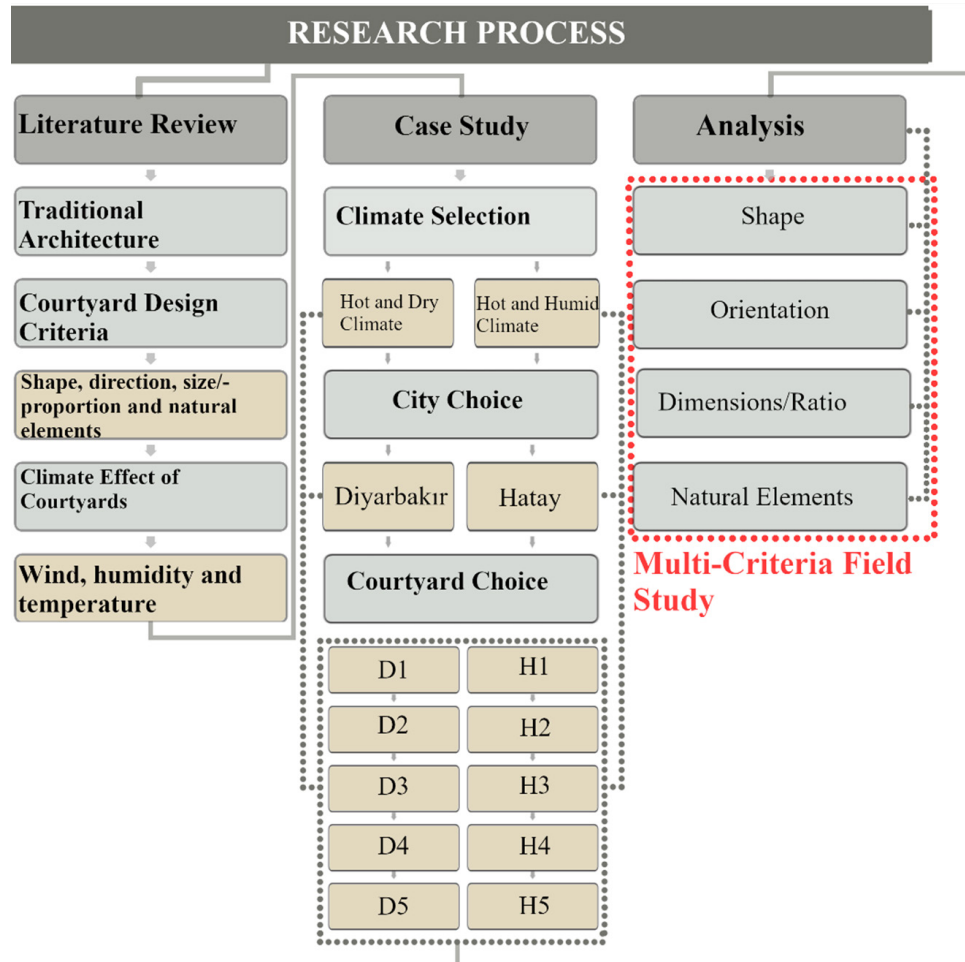 RESEARCH PROCESS
Literature Review
Traditional
Architecture
Courtyard Design
Criteria
Shape, direction, size/-
proportion and natural
elements
Climate Effect of
Courtyards
Wind, humidity and
temperature
Case Study
Climate Selection
Hot and Dry
Climate
Hot and Humid
Climate
City Choice
Diyarbakır
Hatay
Courtyard Choice
D1
H1
D2
H2
D3
H3
D4
H4
D5
H5
Analysis
Shape
Orientation
Dimensions/Ratio
Natural Elements
Multi-Criteria Field
Study